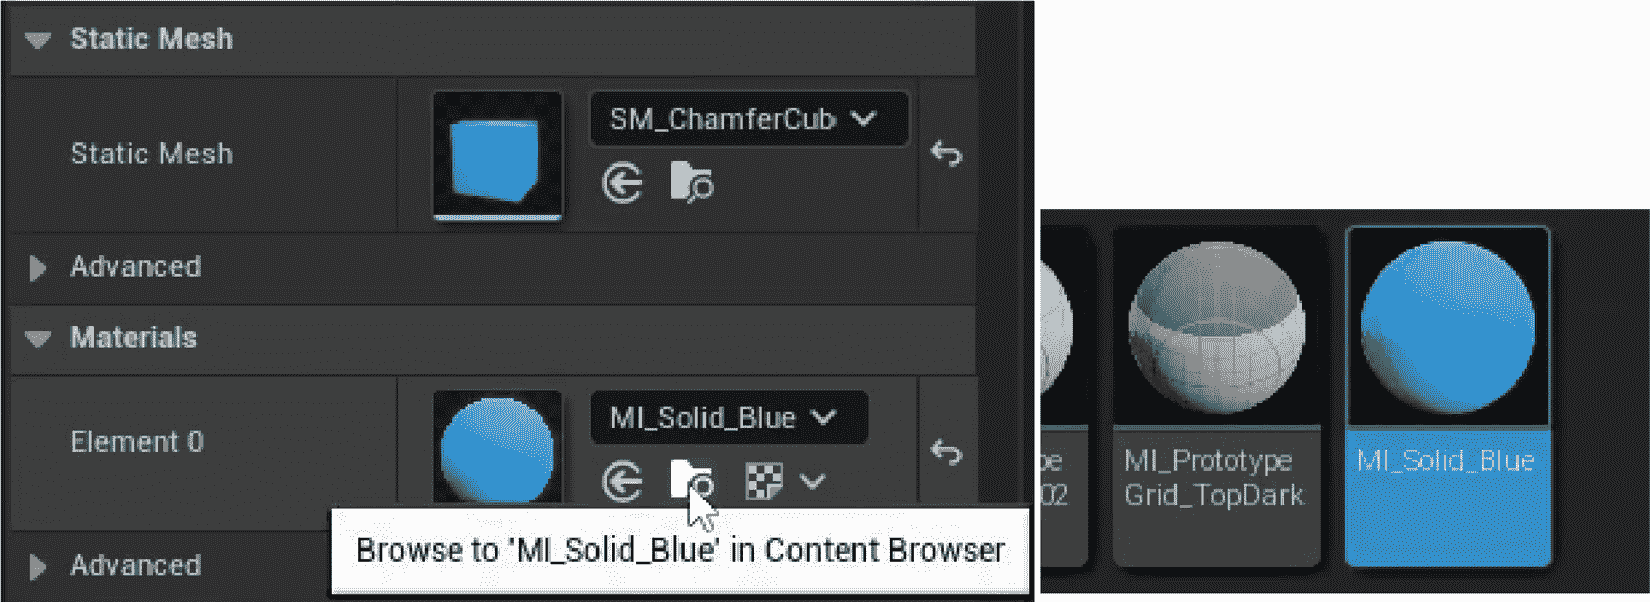 Static Mesh
Static Mesh
SM_ChamferCub
Advanced
Materials
Element 0
MI_Solid_Blue
Browse to 'MI_Solid_Blue' in Content Browser
Advanced
02
MI_Prototype
Grid_TopDark
MI_Solid_Blue